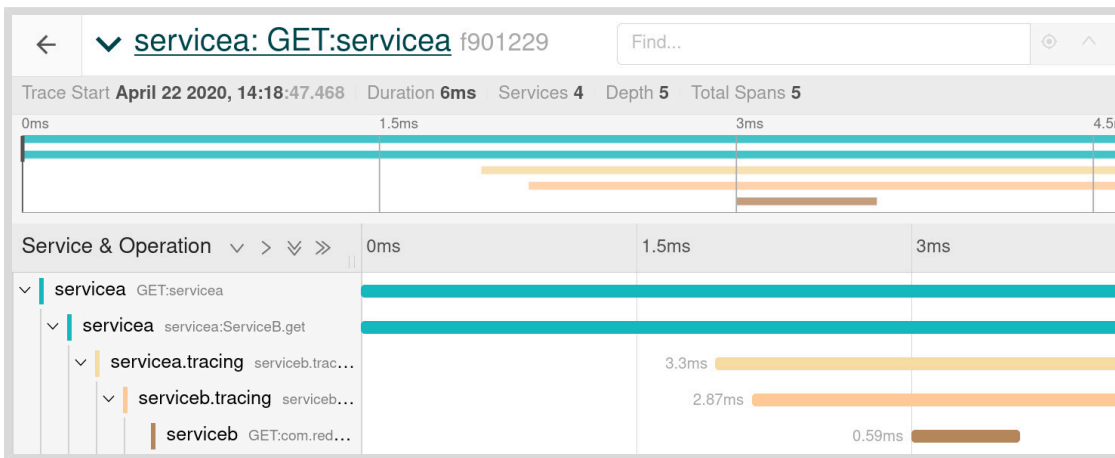 servicea: GET:servicea f901229 Find...
Trace Start April 22 2020, 14:18:47.468 Duration 6ms Services 4 Depth 5 Total Spans 5
0ms 1.5ms 3ms 4.5
Service & Operation 0ms 1.5ms 3ms
servicea GET:servicea
servicea servicea:ServiceB.get
servicea.tracing serviceb.trac... 3.3ms
serviceb.tracing serviceb... 2.87ms
serviceb GET:com.red... 0.59ms